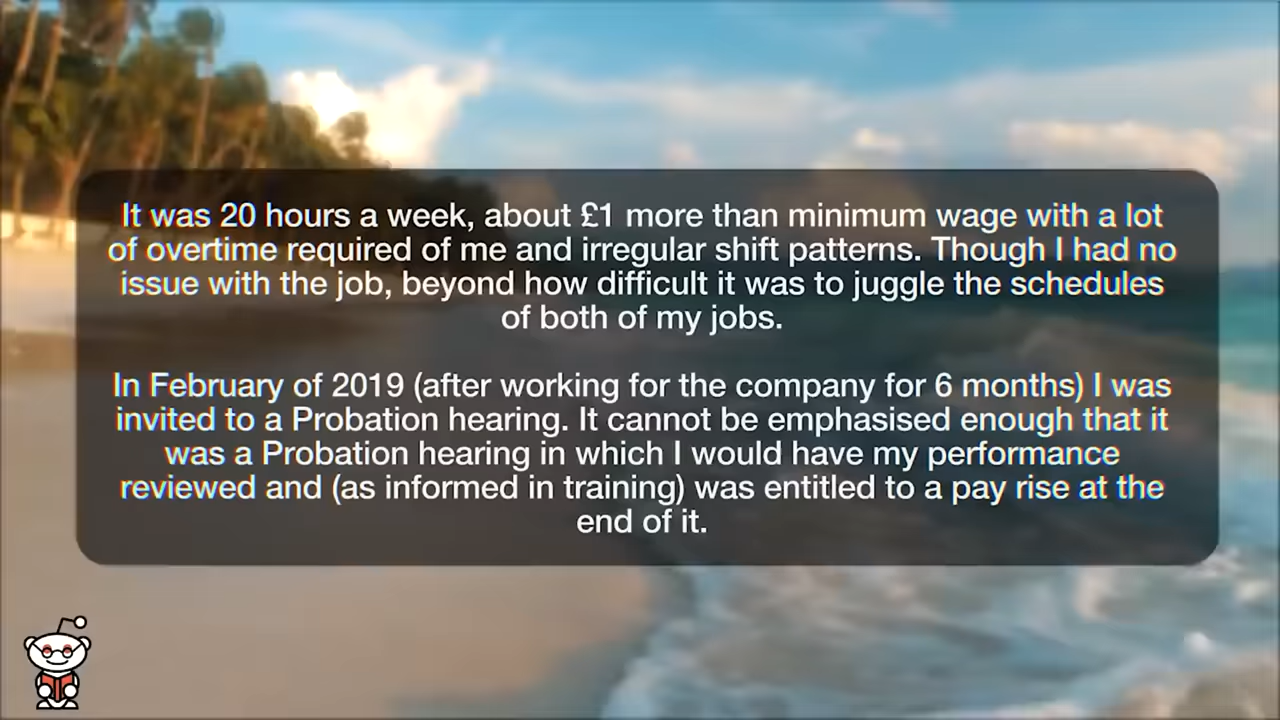 It was 20 hours a week, about £1 more than minimum wage with a lot
of overtime required of me and irregular shift patterns. Though I had no
issue with the job, beyond how difficult it was to juggle the schedules
of both of my jobs.
In February of 2019 (after working for the company for 6 months) I was
invited to a Probation hearing. It cannot be emphasised enough that it
was a Probation hearing in which I would have my performance
reviewed and (as informed in training) was entitled to a pay rise at the
end of it.